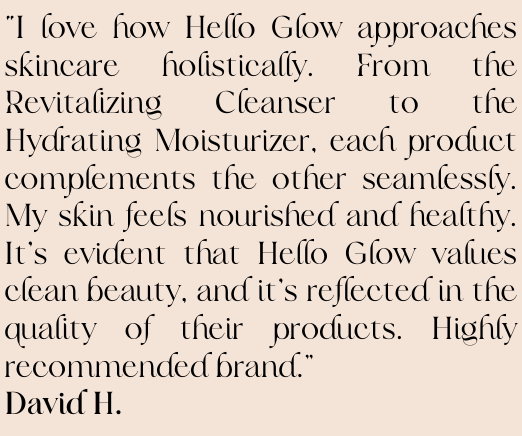 "I love how Hello Glow approaches
skincare holistically. From the
Revitalizing Cleanser to the
Hydrating Moisturizer, each product
complements the other seamlessly.
My skin feels nourished and healthy.
It's evident that Hello Glow values
clean beauty, and it's reflected in the
quality of their products. Highly
recommended brand."
David H.